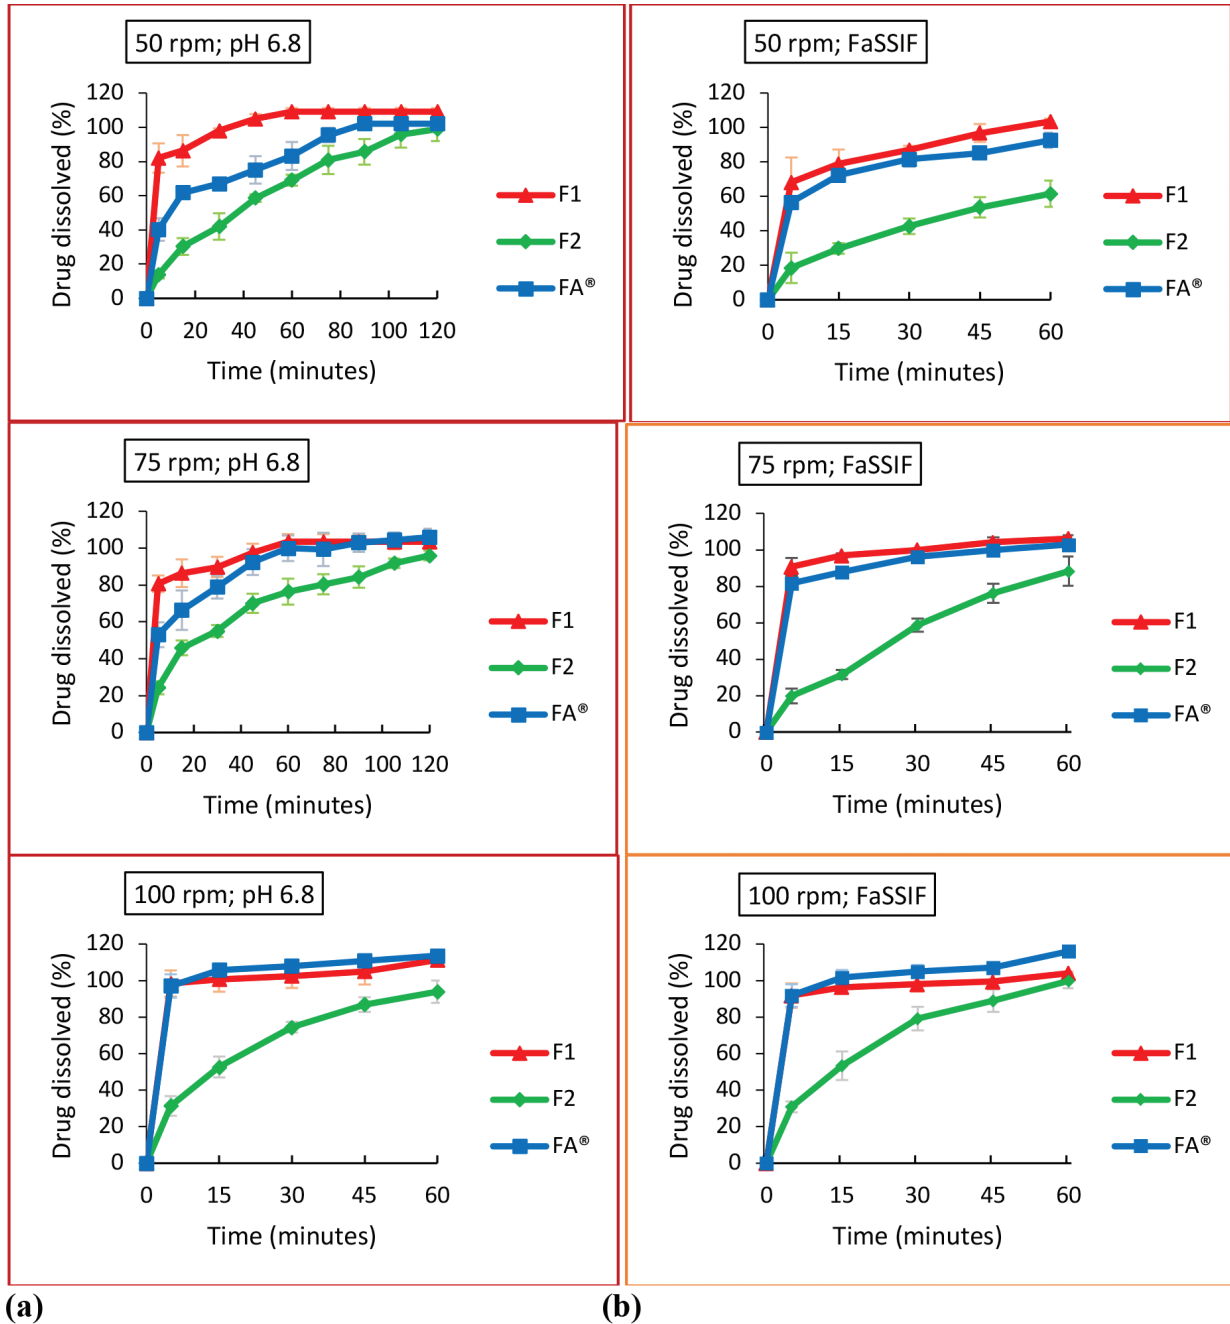 50 rpm; pH 6.8
Drug dissolved (%)
120
100
80
60
40
20
0
0 20 40 60 80 100 120
Time (minutes)
F1
F2
FA®
50 rpm; FaSSIF
Drug dissolved (%)
120
100
80
60
40
20
0
0 15 30 45 60
Time (minutes)
F1
F2
FA®
75 rpm; pH 6.8
Drug dissolved (%)
120
100
80
60
40
20
0
0 20 40 60 80 100 120
Time (minutes)
F1
F2
FA®
75 rpm; FaSSIF
Drug dissolved (%)
120
100
80
60
40
20
0
0 15 30 45 60
Time (minutes)
F1
F2
FA®
100 rpm; pH 6.8
Drug dissolved (%)
120
100
80
60
40
20
0
0 15 30 45 60
Time (minutes)
F1
F2
FA®
100 rpm; FaSSIF
Drug dissolved (%)
120
100
80
60
40
20
0
0 15 30 45 60
Time (minutes)
F1
F2
FA®
(a)
(b)